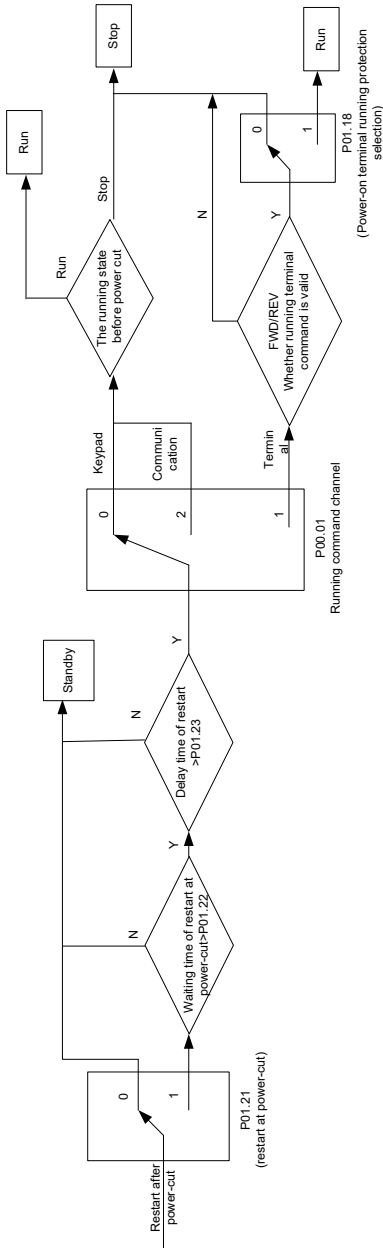 Restart after
power-cut
0
1
P01.21
(restart at power-cut)
Waiting time of restart at
power-cut>P01.22
N
Y
Delay time of restart
>P01.23
N
Y
Standby
0
2
1
P00.01
Running command channel
Keypad
Communi
cation
Termin
al
The running state
before power cut
Run
Run
Stop
Stop
FWD/REV
Whether running terminal
command is valid
N
Y
0
1
P01.18
(Power-on terminal running protection
selection)
Run